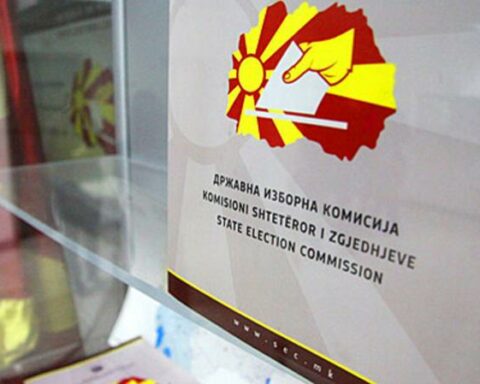 ДРЖАВНА ИЗБОРНА КОМИСИЈА
KOMISIONI SHTETËROR I ZGJEDHJEVE
STATE ELECTION COMMISSION
www.sec.mk